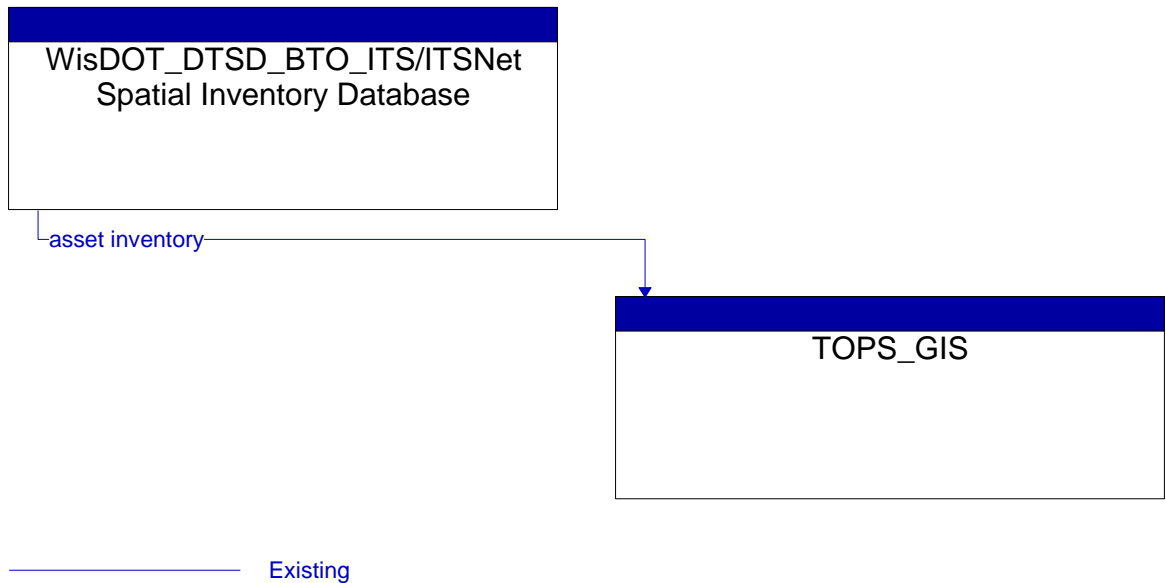 WisDOT_DTSD_BTO_ITS/ITSNet
Spatial Inventory Database
asset inventory
TOPS_GIS
Existing